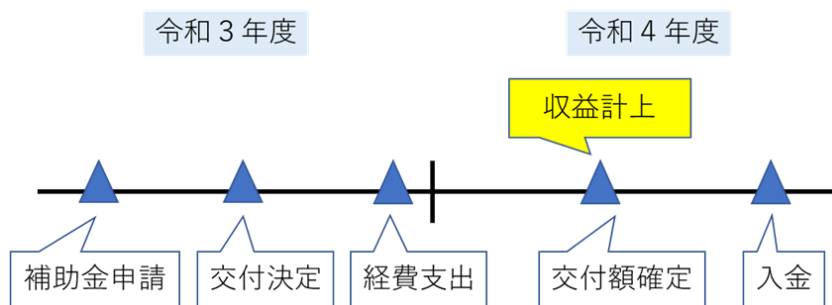 令和3年度
令和4年度
収益計上
補助金申請
交付決定
経費支出
交付額確定
入金